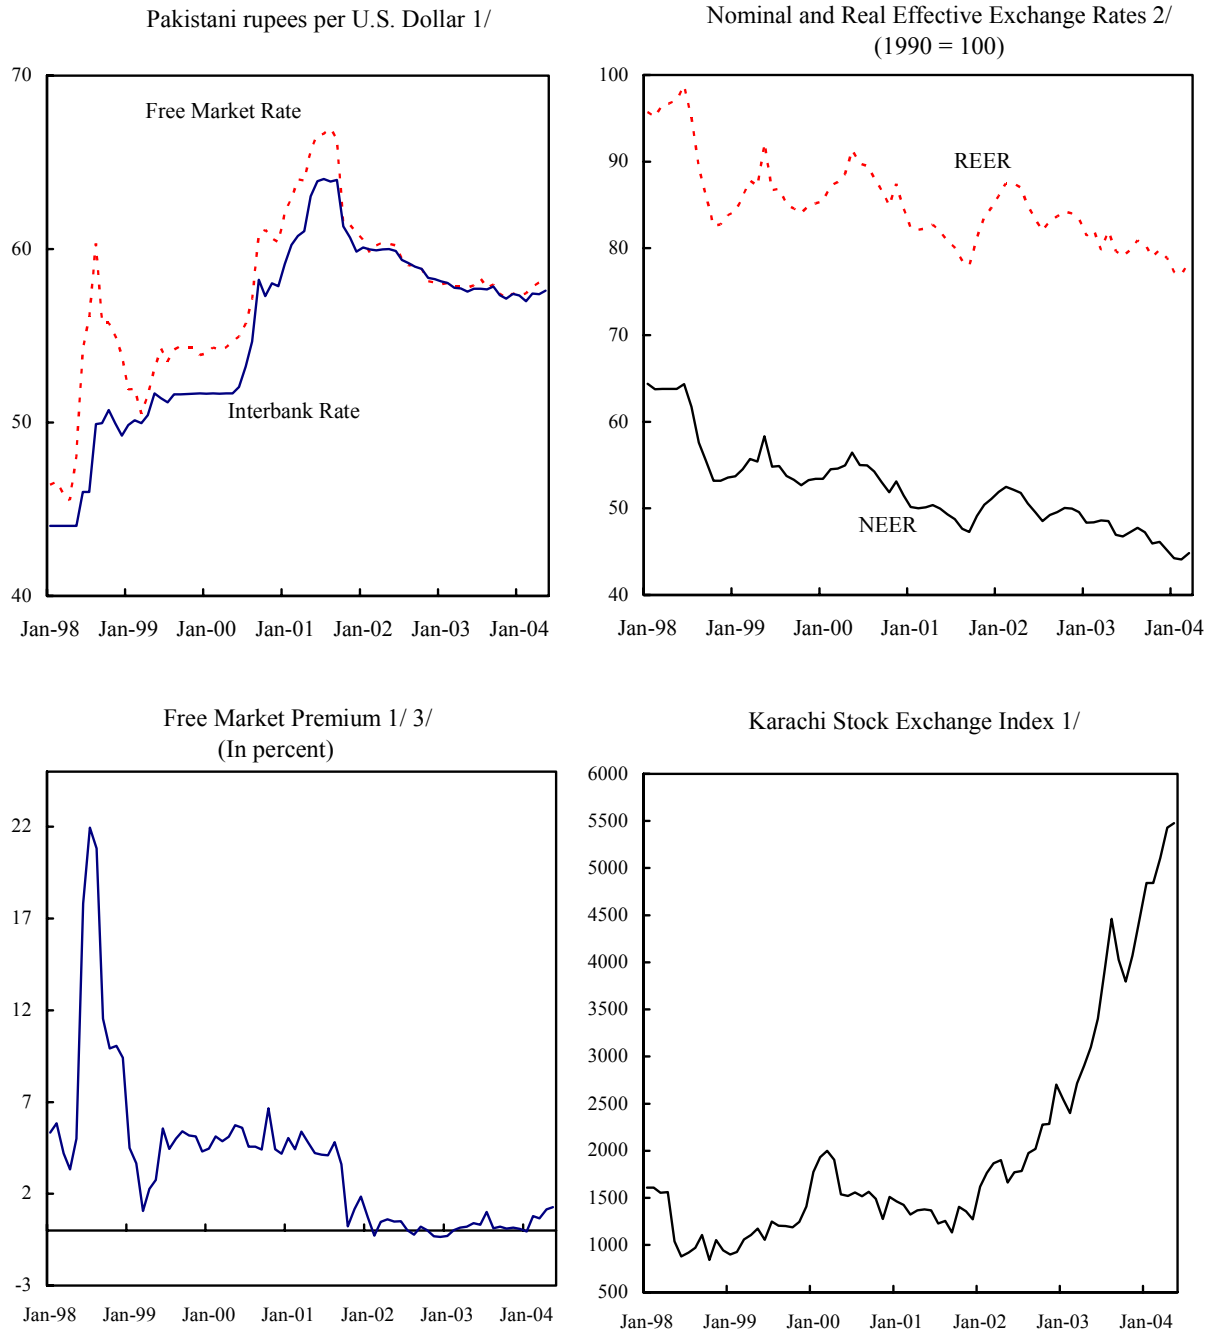 Pakistani rupees per U.S. Dollar 1/
70
60
50
40
Free Market Rate
Interbank Rate
Jan-98 Jan-99 Jan-00 Jan-01 Jan-02 Jan-03 Jan-04
Nominal and Real Effective Exchange Rates 2/
(1990 = 100)
100
90
80
70
60
50
40
REER
NEER
Jan-98 Jan-99 Jan-00 Jan-01 Jan-02 Jan-03 Jan-04
Free Market Premium 1/ 3/
(In percent)
22
17
12
7
2
-3
Jan-98 Jan-99 Jan-00 Jan-01 Jan-02 Jan-03 Jan-04
Karachi Stock Exchange Index 1/
6000
5500
5000
4500
4000
3500
3000
2500
2000
1500
1000
500
Jan-98 Jan-99 Jan-00 Jan-01 Jan-02 Jan-03 Jan-04